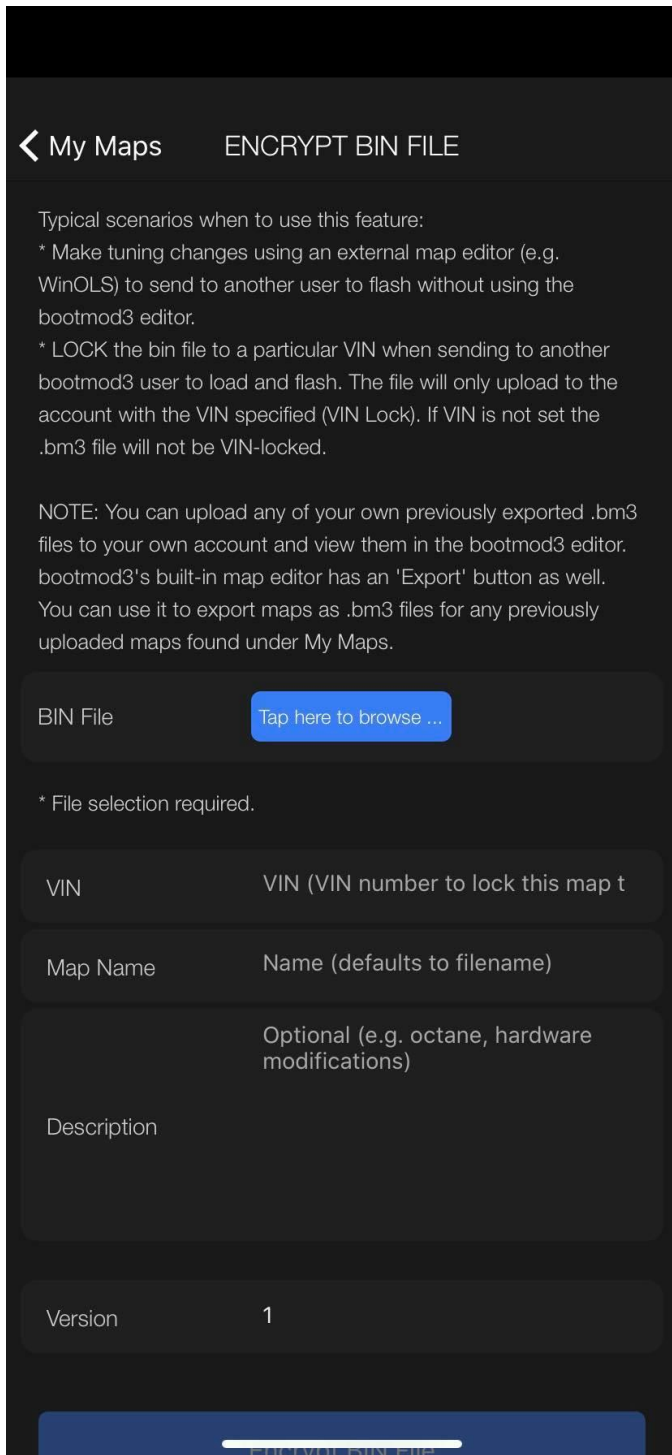 My Maps ENCRYPT BIN FILE
Typical scenarios when to use this feature:
* Make tuning changes using an external map editor (e.g.
WinOLS) to send to another user to flash without using the
bootmod3 editor.
* LOCK the bin file to a particular VIN when sending to another
bootmod3 user to load and flash. The file will only upload to the
account with the VIN specified (VIN Lock). If VIN is not set the
.bm3 file will not be VIN-locked.
NOTE: You can upload any of your own previously exported .bm3
files to your own account and view them in the bootmod3 editor.
bootmod3's built-in map editor has an 'Export' button as well.
You can use it to export maps as .bm3 files for any previously
uploaded maps found under My Maps.
BIN File Tap here to browse ...
* File selection required.
VIN VIN (VIN number to lock this map t
Map Name Name (defaults to filename)
Optional (e.g. octane, hardware
modifications)
Description
Version 1
Encrypt BIN File